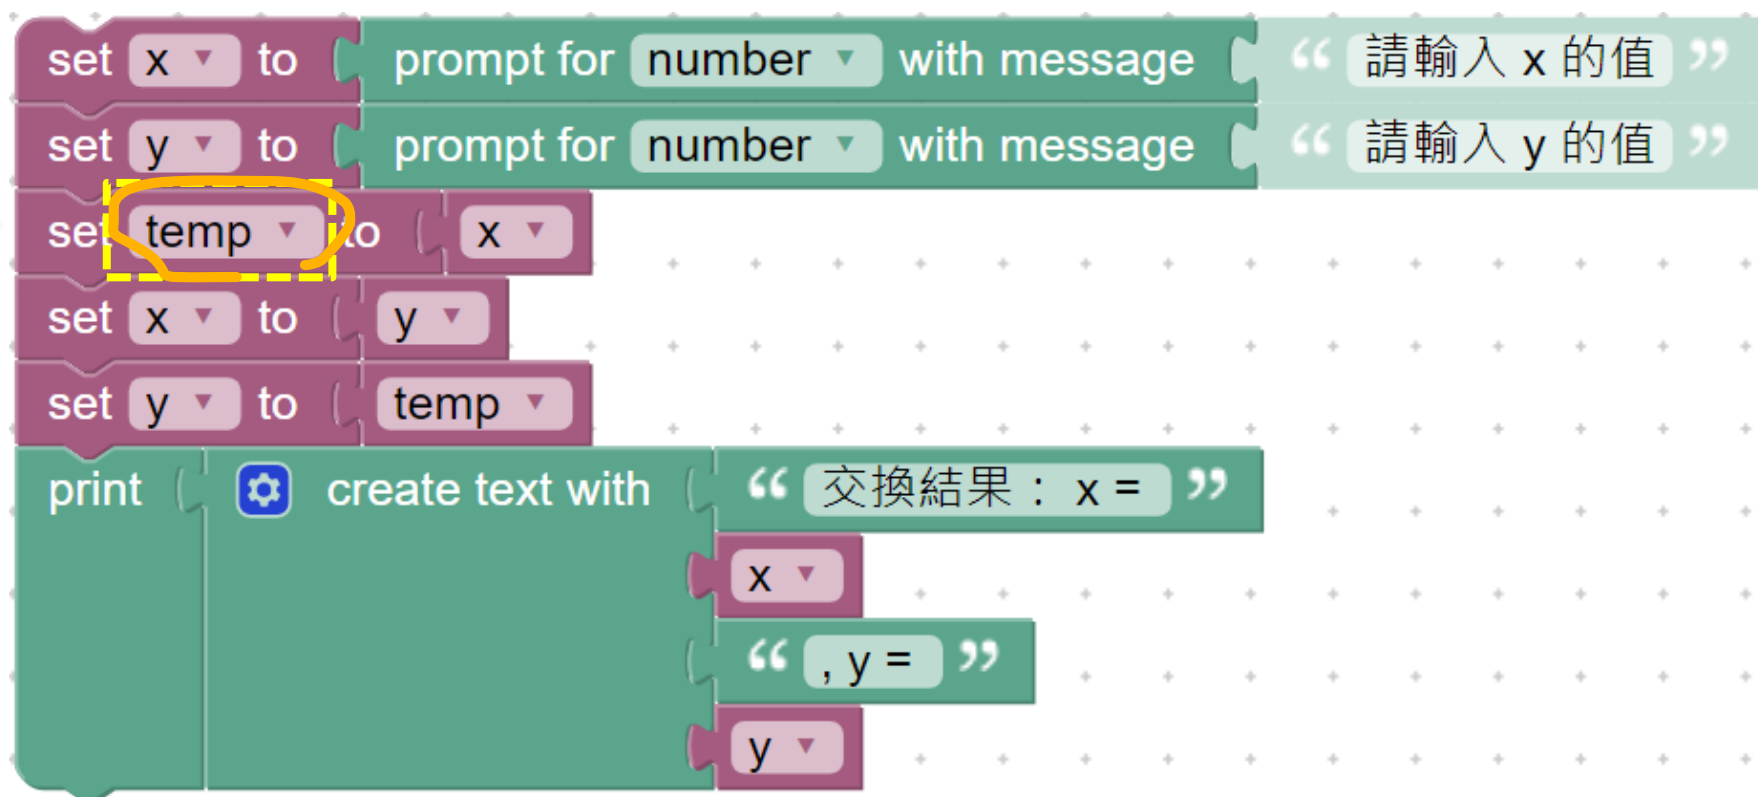 set x to prompt for number with message “ 請輸入 x 的值 ”
set y to prompt for number with message “ 請輸入 y 的值 ”
set temp to x
set x to y
set y to temp
print create text with “ 交換結果： x = ”
x
“ , y = ”
y